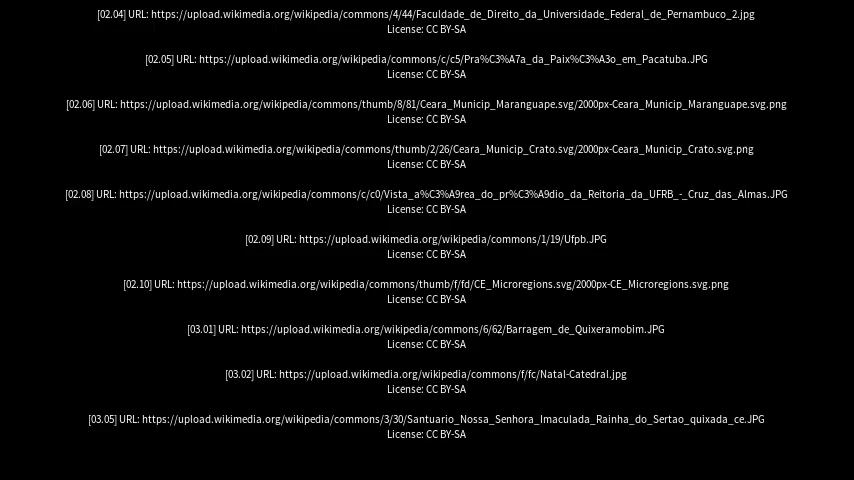 [02.04] URL: https://upload.wikimedia.org/wikipedia/commons/4/44/Faculdade_de_Direito_da_Universidade_Federal_de_Pernambuco_2.jpg
License: CC BY-SA
[02.05] URL: https://upload.wikimedia.org/wikipedia/commons/c/c5/Pra%C3%A7a_da_Paix%C3%A3o_em_Pacatuba.JPG
License: CC BY-SA
[02.06] URL: https://upload.wikimedia.org/wikipedia/commons/thumb/8/81/Ceara_Municip_Maranguape.svg/2000px-Ceara_Municip_Maranguape.svg.png
License: CC BY-SA
[02.07] URL: https://upload.wikimedia.org/wikipedia/commons/thumb/2/26/Ceara_Municip_Crato.svg/2000px-Ceara_Municip_Crato.svg.png
License: CC BY-SA
[02.08] URL: https://upload.wikimedia.org/wikipedia/commons/c/c0/Vista_a%C3%A9rea_do_pr%C3%A9dio_da_Reitoria_da_UFRB_-_Cruz_das_Almas.JPG
License: CC BY-SA
[02.09] URL: https://upload.wikimedia.org/wikipedia/commons/1/19/Ufpb.JPG
License: CC BY-SA
[02.10] URL: https://upload.wikimedia.org/wikipedia/commons/thumb/f/fd/CE_Microregions.svg/2000px-CE_Microregions.svg.png
License: CC BY-SA
[03.01] URL: https://upload.wikimedia.org/wikipedia/commons/6/62/Barragem_de_Quixeramobim.JPG
License: CC BY-SA
[03.02] URL: https://upload.wikimedia.org/wikipedia/commons/f/fc/Natal-Catedral.jpg
License: CC BY-SA
[03.05] URL: https://upload.wikimedia.org/wikipedia/commons/3/30/Santuario_Nossa_Senhora_Imaculada_Rainha_do_Sertao_quixada_ce.JPG
License: CC BY-SA